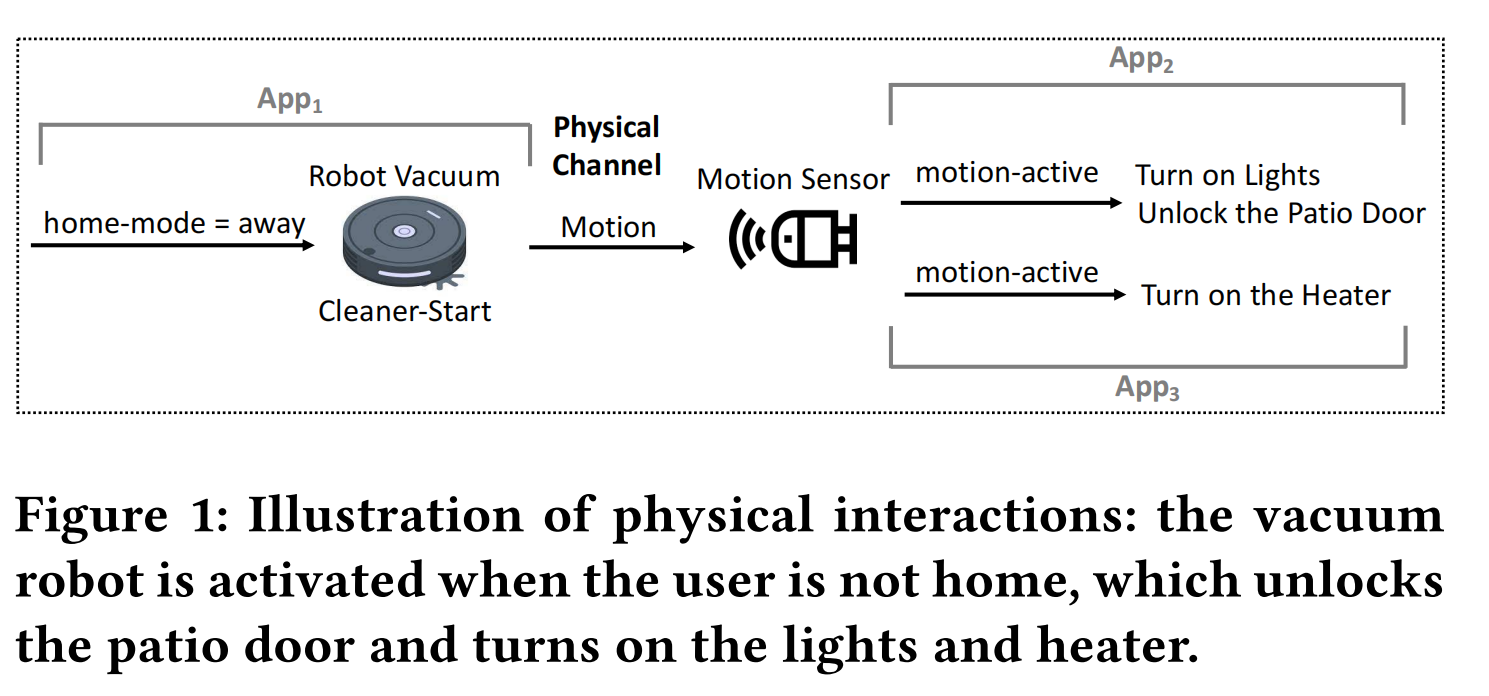 App₁
App₂
Physical
Channel
Robot Vacuum
Motion Sensor
motion-active
Turn on Lights
Unlock the Patio Door
home-mode = away
Motion
motion-active
Turn on the Heater
Cleaner-Start
App₃
Figure 1: Illustration of physical interactions: the vacuum
robot is activated when the user is not home, which unlocks
the patio door and turns on the lights and heater.